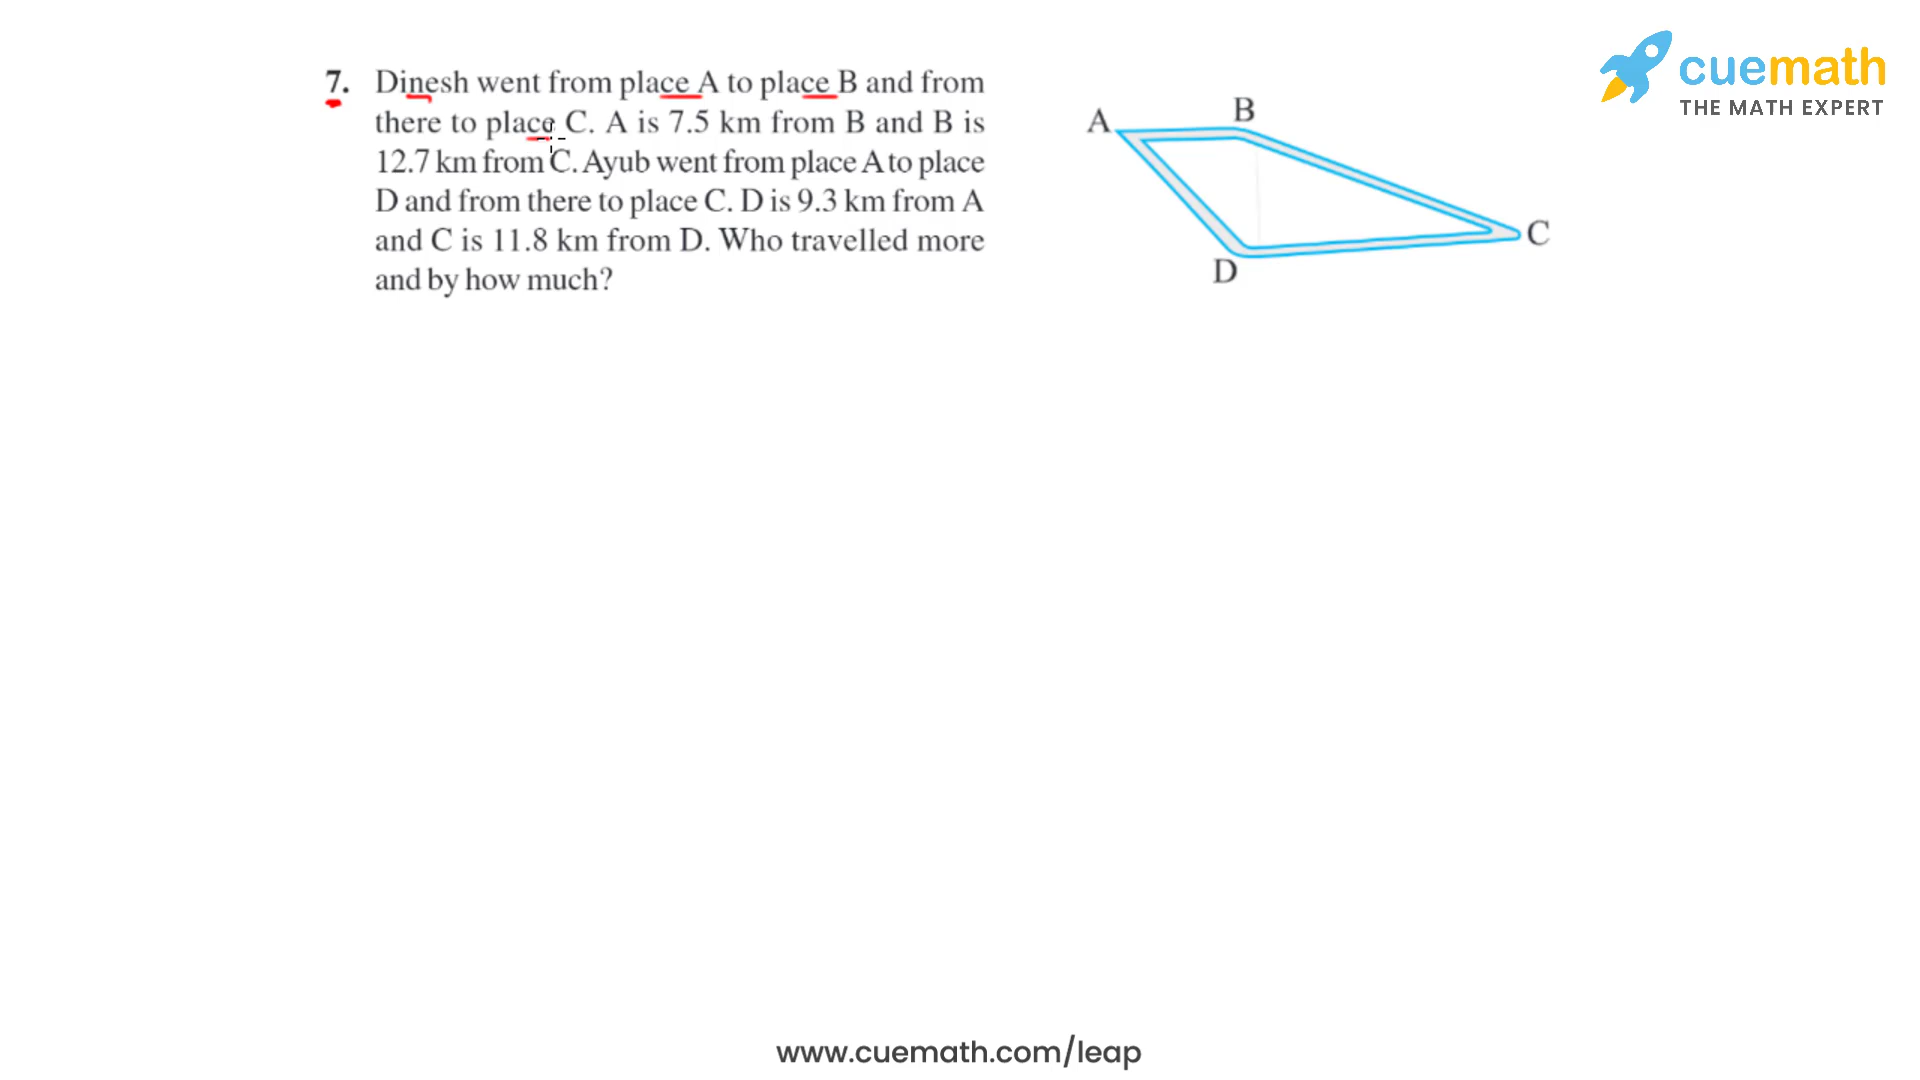 7. Dinesh went from place A to place B and from
there to place C. A is 7.5 km from B and B is
12.7 km from C. Ayub went from place A to place
D and from there to place C. D is 9.3 km from A
and C is 11.8 km from D. Who travelled more
and by how much?
A
B
C
D
cuemath
THE MATH EXPERT
www.cuemath.com/leap